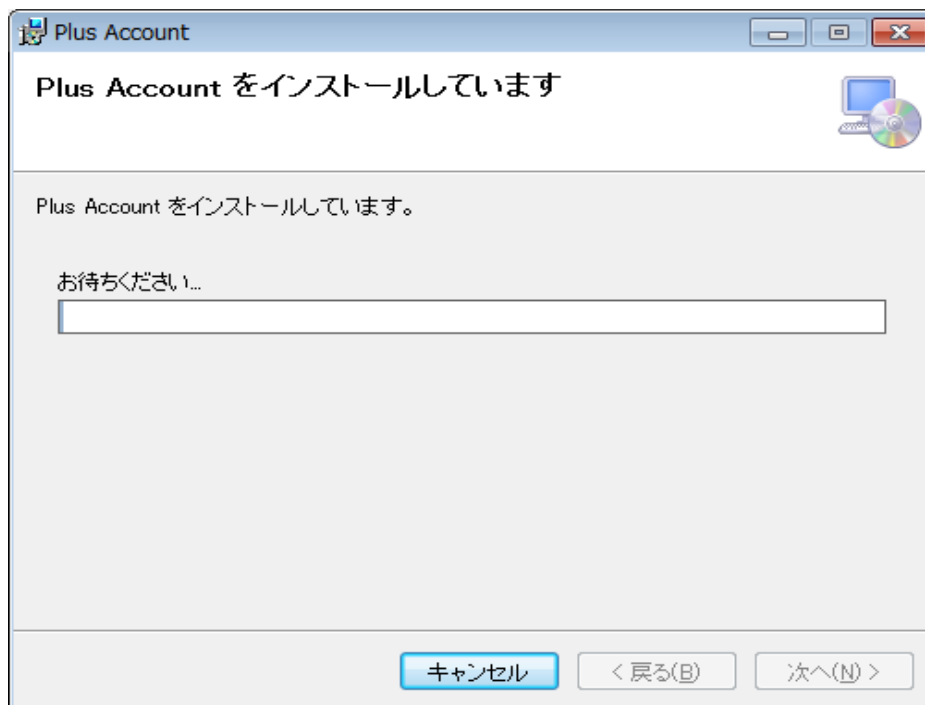 Plus Account
Plus Account をインストールしています
Plus Account をインストールしています。
お待ちください...
キャンセル
< 戻る(B)
次へ(N) >